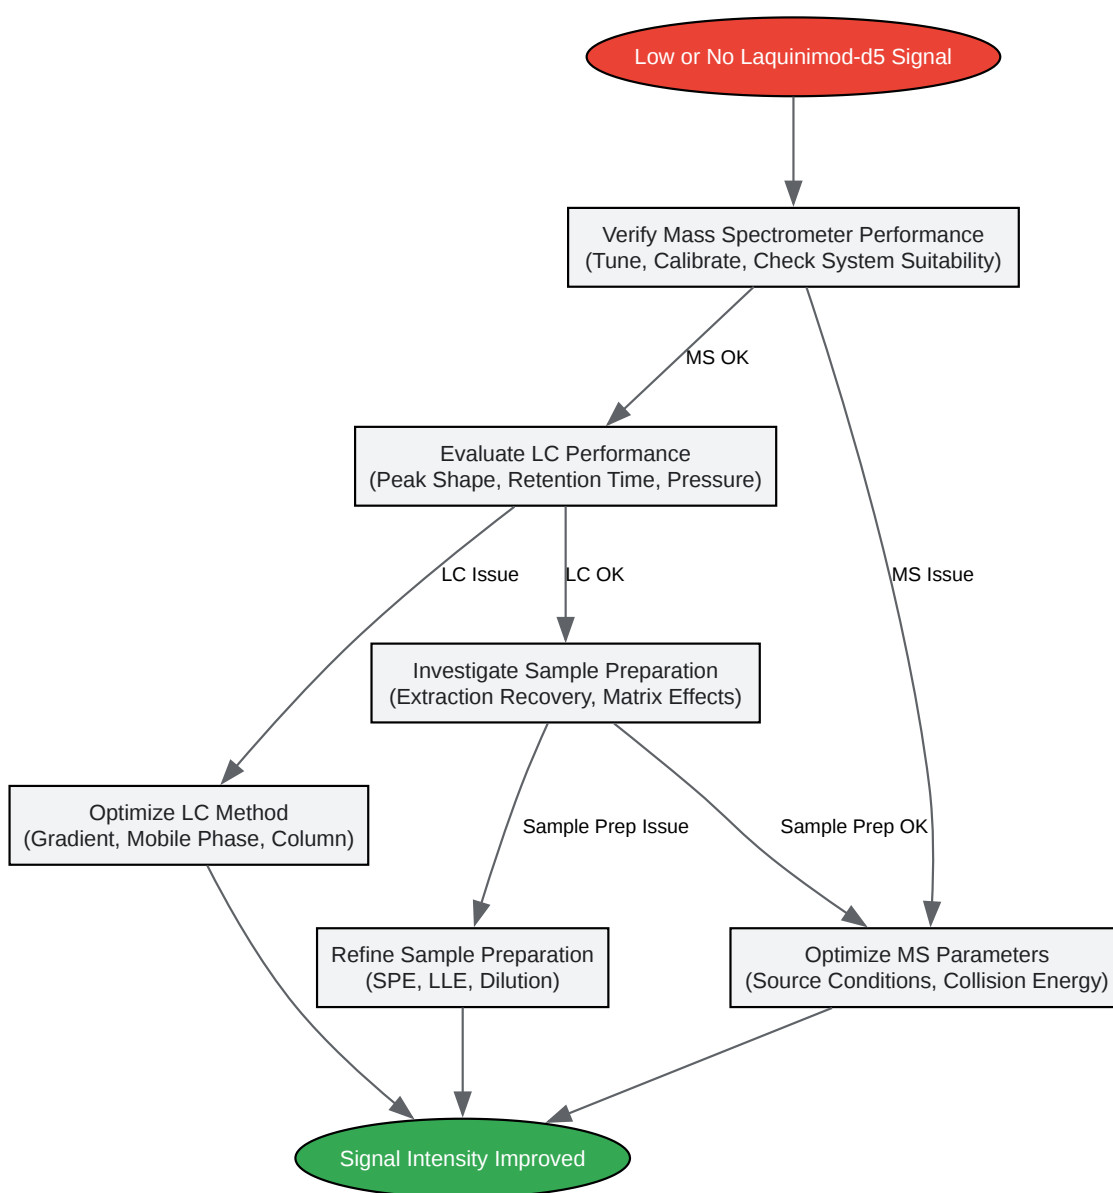 Low or No Laquinimod-d5 Signal
Verify Mass Spectrometer Performance
(Tune, Calibrate, Check System Suitability)
MS OK
Evaluate LC Performance
(Peak Shape, Retention Time, Pressure)
LC Issue
LC OK
MS Issue
Investigate Sample Preparation
(Extraction Recovery, Matrix Effects)
Optimize LC Method
(Gradient, Mobile Phase, Column)
Sample Prep Issue
Sample Prep OK
Refine Sample Preparation
(SPE, LLE, Dilution)
Optimize MS Parameters
(Source Conditions, Collision Energy)
Signal Intensity Improved